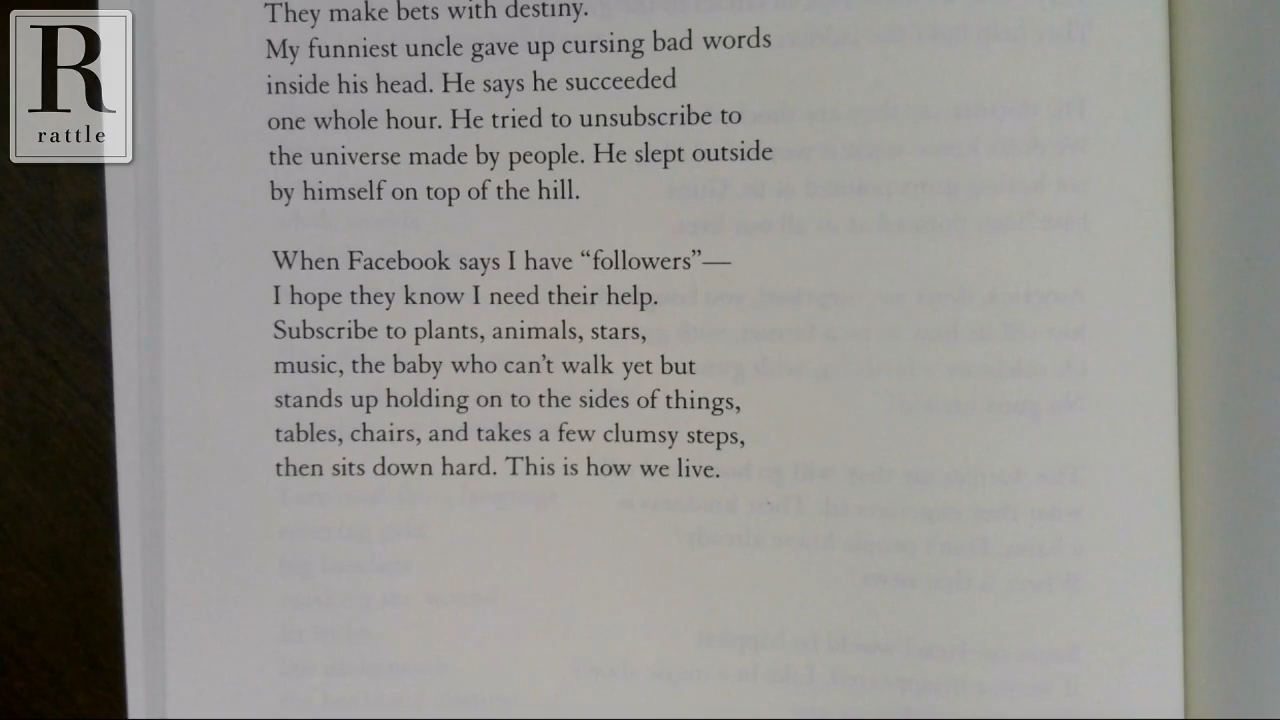 R
rattle
They make bets with destiny.
My funniest uncle gave up cursing bad words
inside his head. He says he succeeded
one whole hour. He tried to unsubscribe to
the universe made by people. He slept outside
by himself on top of the hill.
When Facebook says I have “followers”—
I hope they know I need their help.
Subscribe to plants, animals, stars,
music, the baby who can’t walk yet but
stands up holding on to the sides of things,
tables, chairs, and takes a few clumsy steps,
then sits down hard. This is how we live.